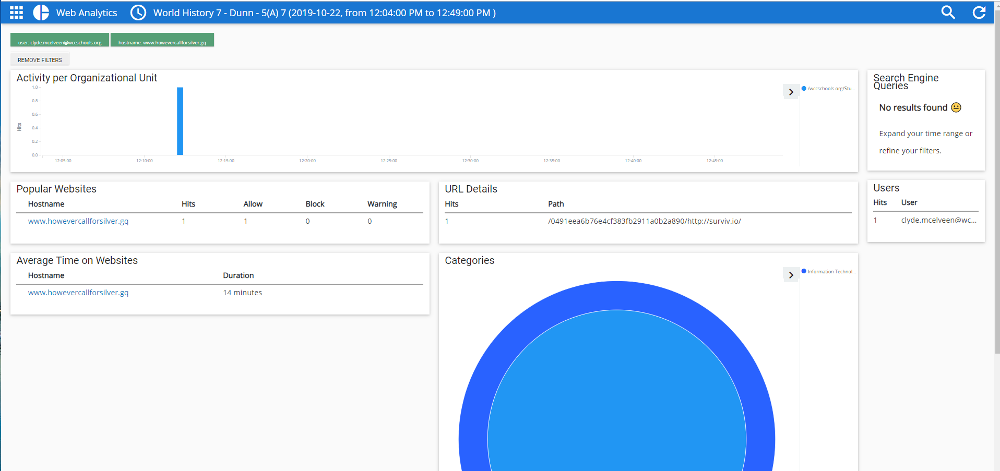 Web Analytics World History 7 - Dunn - 5(A) 7 (2019-10-22, from 12:04:00 PM to 12:49:00 PM )
user: clyde.mcelveen@wccschools.org hostname: www.howevercallforsilver.gq
REMOVE FILTERS
Activity per Organizational Unit
1.0
0.8
0.6
0.4
0.2
0.0
Hits
12:05:00 12:10:00 12:15:00 12:20:00 12:25:00 12:30:00 12:35:00 12:40:00 12:45:00
/wccschools.org/Stu...
Search Engine
Queries
No results found
Expand your time range or
refine your filters.
Popular Websites
Hostname Hits Allow Block Warning
www.howevercallforsilver.gq 1 1 0 0
URL Details
Hits Path
1 /0491eea6b76e4cf383fb2911a0b2a890/http://surviv.io/
Users
Hits User
1 clyde.mcelveen@wc...
Average Time on Websites
Hostname Duration
www.howevercallforsilver.gq 14 minutes
Categories
Information Technol...